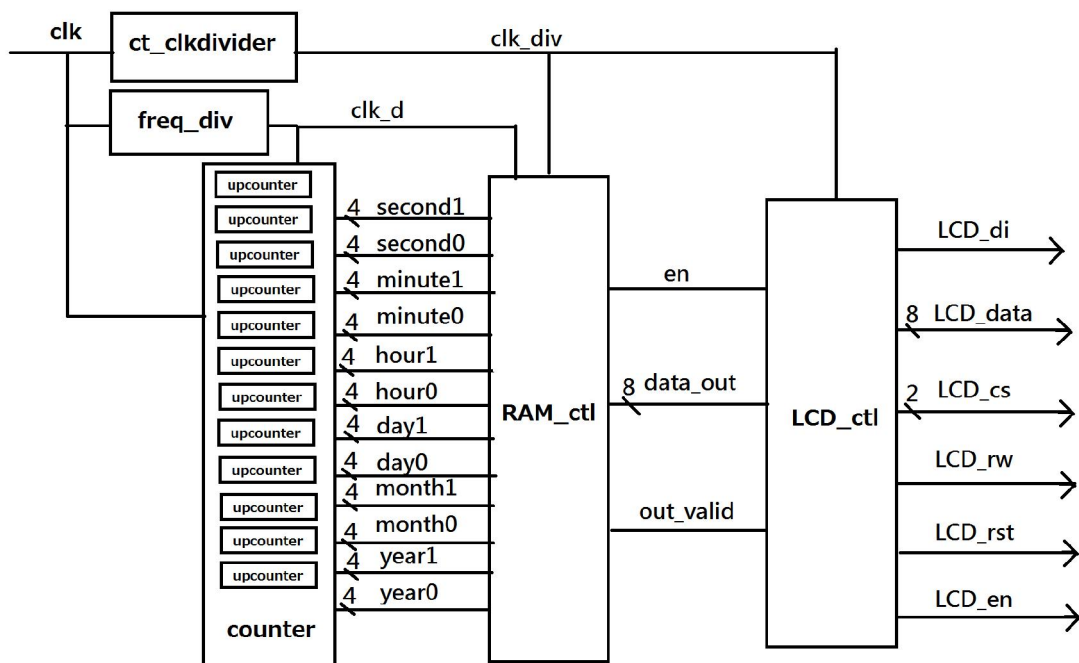 clk
ct_clkdivider
clk_div
freq_div
clk_d
upcounter
upcounter
upcounter
upcounter
upcounter
upcounter
upcounter
upcounter
upcounter
upcounter
upcounter
upcounter
counter
4 second1
4 second0
4 minute1
4 minute0
4 hour1
4 hour0
4 day1
4 day0
4 month1
4 month0
4 year1
4 year0
RAM_ctl
en
8 data_out
out_valid
LCD_ctl
LCD_di
8 LCD_data
2 LCD_cs
LCD_rw
LCD_rst
LCD_en